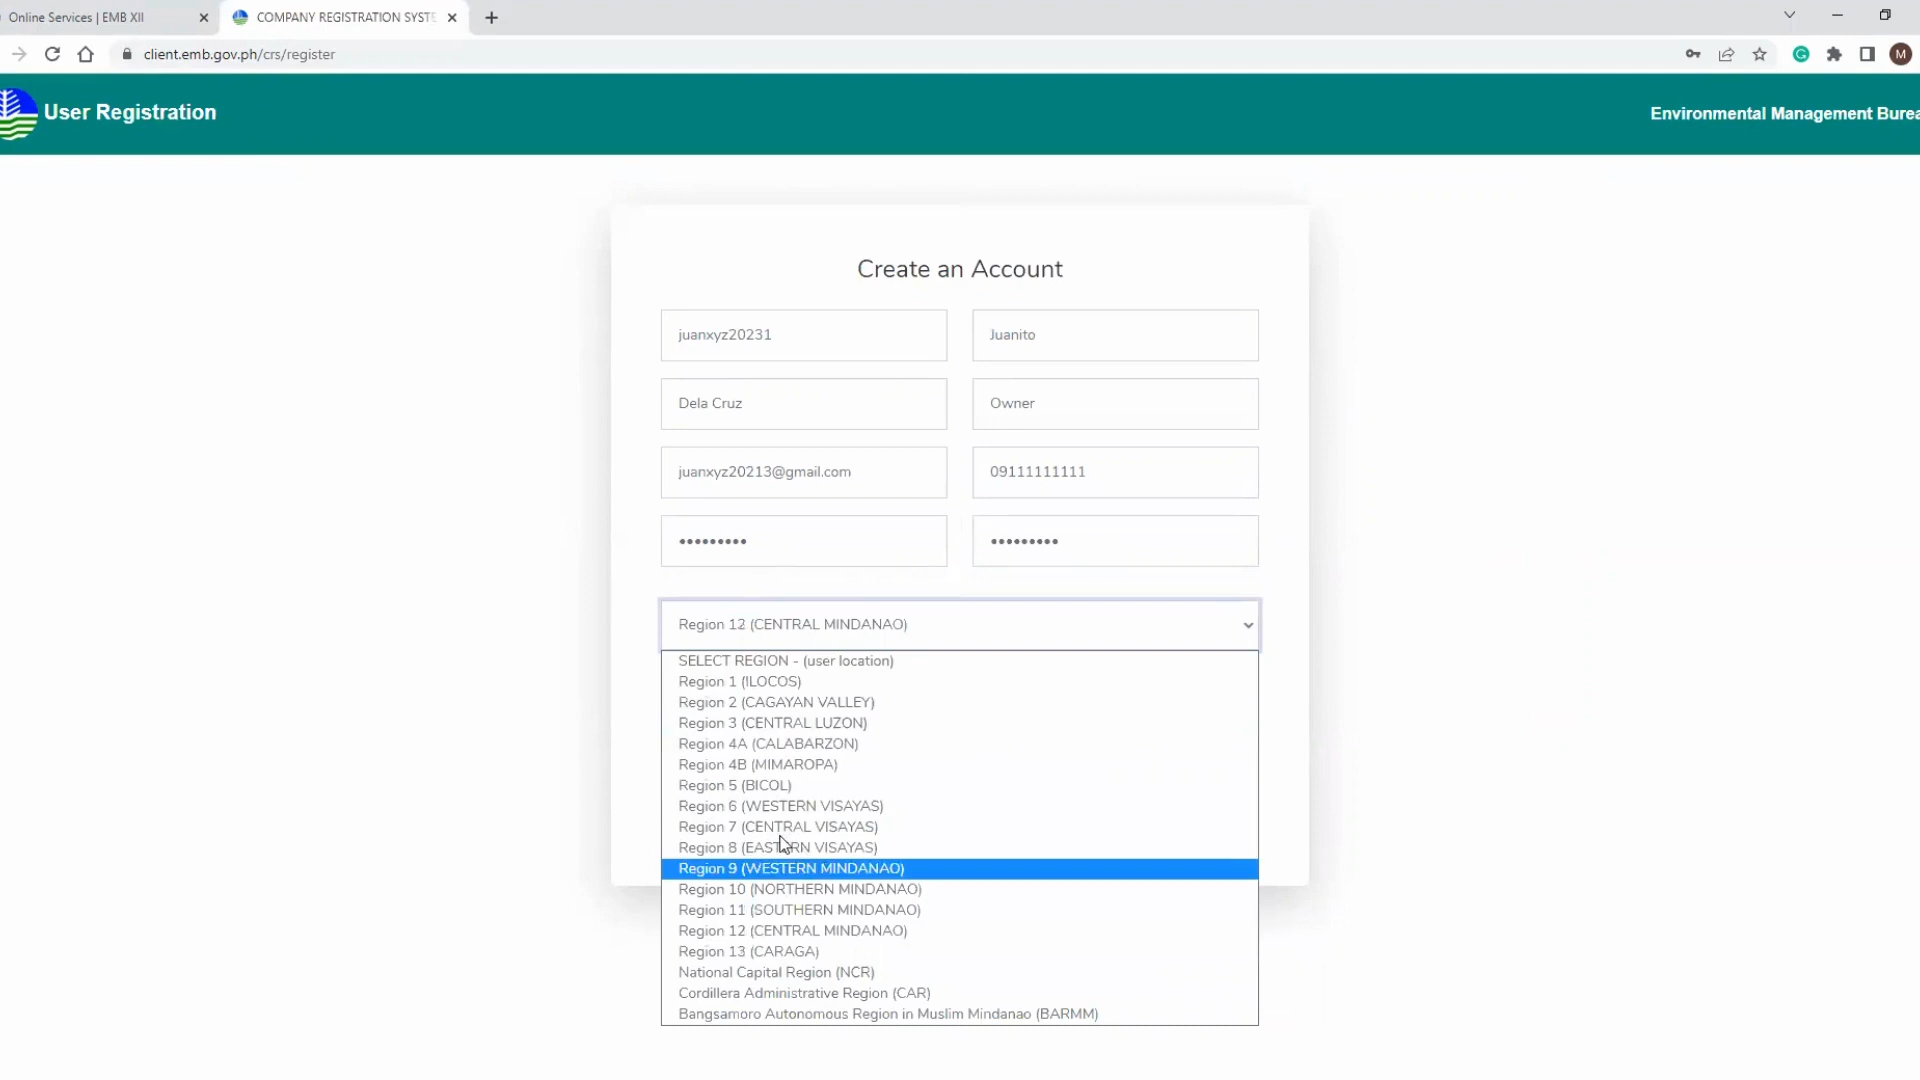 Online Services | EMB XII
COMPANY REGISTRATION SYSTE
client.emb.gov.ph/crs/register
M
User Registration
Environmental Management Burea
Create an Account
juanxyz20231
Juanito
Dela Cruz
Owner
juanxyz20213@gmail.com
09111111111
•••••••••
•••••••••
Region 12 (CENTRAL MINDANAO)
SELECT REGION - (user location)
Region 1 (ILOCOS)
Region 2 (CAGAYAN VALLEY)
Region 3 (CENTRAL LUZON)
Region 4A (CALABARZON)
Region 4B (MIMAROPA)
Region 5 (BICOL)
Region 6 (WESTERN VISAYAS)
Region 7 (CENTRAL VISAYAS)
Region 8 (EASTERN VISAYAS)
Region 9 (WESTERN MINDANAO)
Region 10 (NORTHERN MINDANAO)
Region 11 (SOUTHERN MINDANAO)
Region 12 (CENTRAL MINDANAO)
Region 13 (CARAGA)
National Capital Region (NCR)
Cordillera Administrative Region (CAR)
Bangsamoro Autonomous Region in Muslim Mindanao (BARMM)